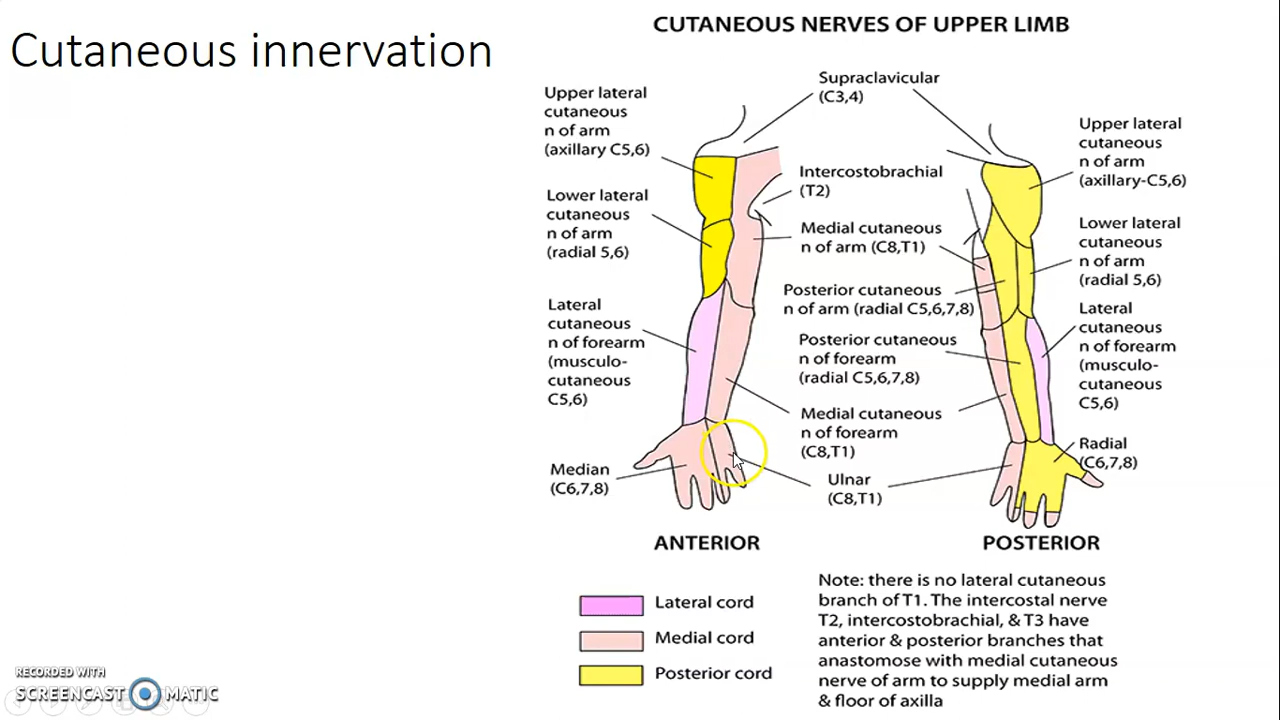 Cutaneous innervation
CUTANEOUS NERVES OF UPPER LIMB
Supraclavicular
(C3,4)
Upper lateral
cutaneous
n of arm
(axillary C5,6)
Lower lateral
cutaneous
n of arm
(radial 5,6)
Lateral
cutaneous
n of forearm
(musculo-
cutaneous
C5,6)
Median
(C6,7,8)
Intercostobrachial
(T2)
Medial cutaneous
n of arm (C8,T1)
Posterior cutaneous
n of arm (radial C5,6,7,8)
Posterior cutaneous
n of forearm
(radial C5,6,7,8)
Medial cutaneous
n of forearm
(C8,T1)
Ulnar
(C8,T1)
Upper lateral
cutaneous
n of arm
(axillary-C5,6)
Lower lateral
cutaneous
n of arm
(radial 5,6)
Lateral
cutaneous
n of forearm
(musculo-
cutaneous
C5,6)
Radial
(C6,7,8)
ANTERIOR
POSTERIOR
Lateral cord
Medial cord
Posterior cord
Note: there is no lateral cutaneous
branch of T1. The intercostal nerve
T2, intercostobrachial, & T3 have
anterior & posterior branches that
anastomose with medial cutaneous
nerve of arm to supply medial arm
& floor of axilla
RECORDED WITH
SCREENCAST MATIC